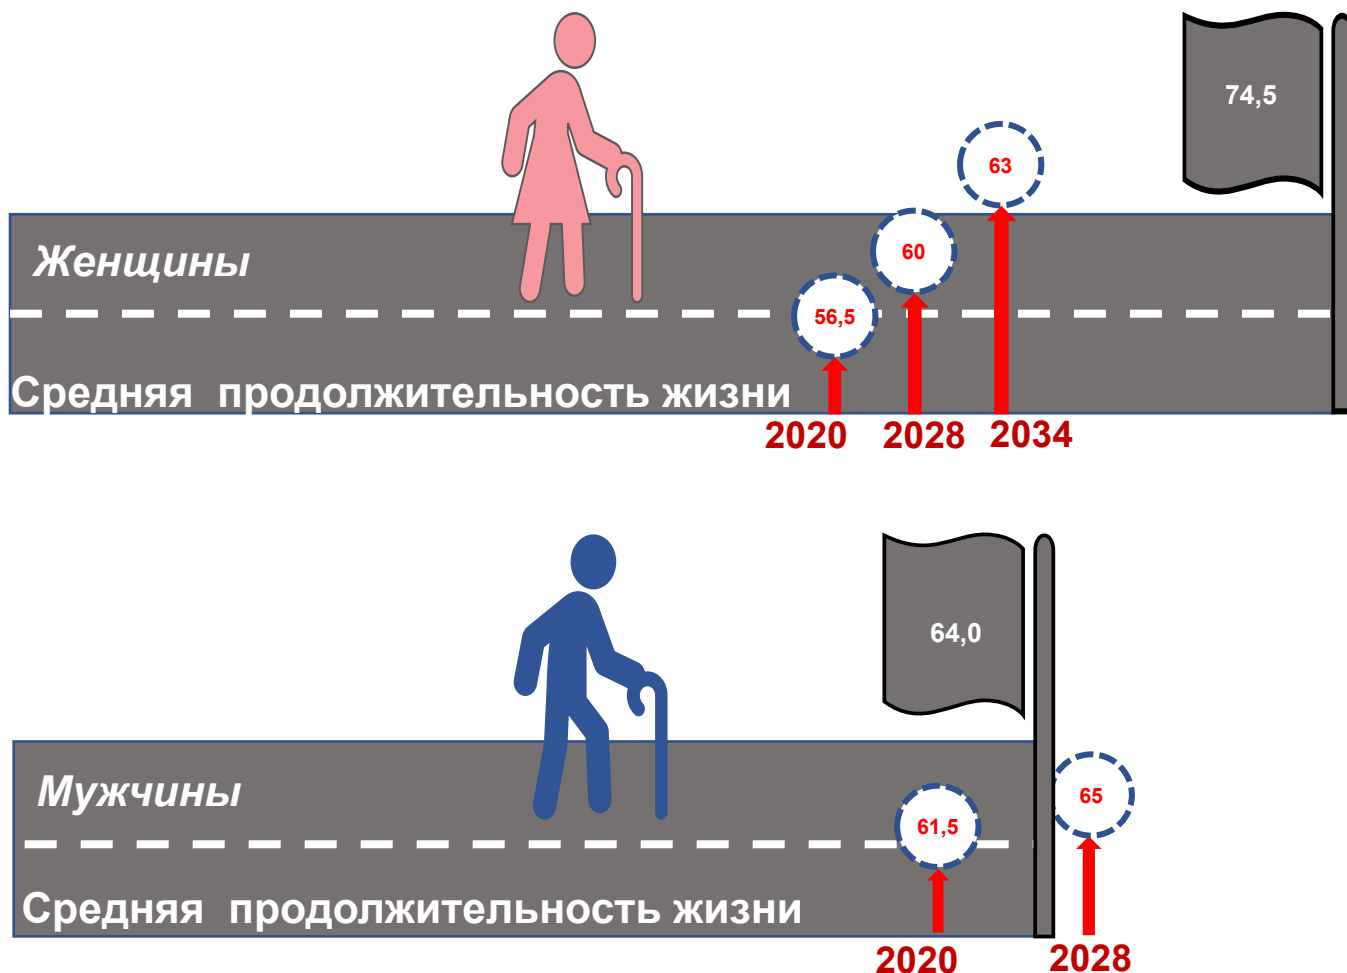 74,5
63
Женщины
60
56,5
Средняя продолжительность жизни
2020 2028 2034
64,0
Мужчины
65
61,5
Средняя продолжительность жизни
2020 2028